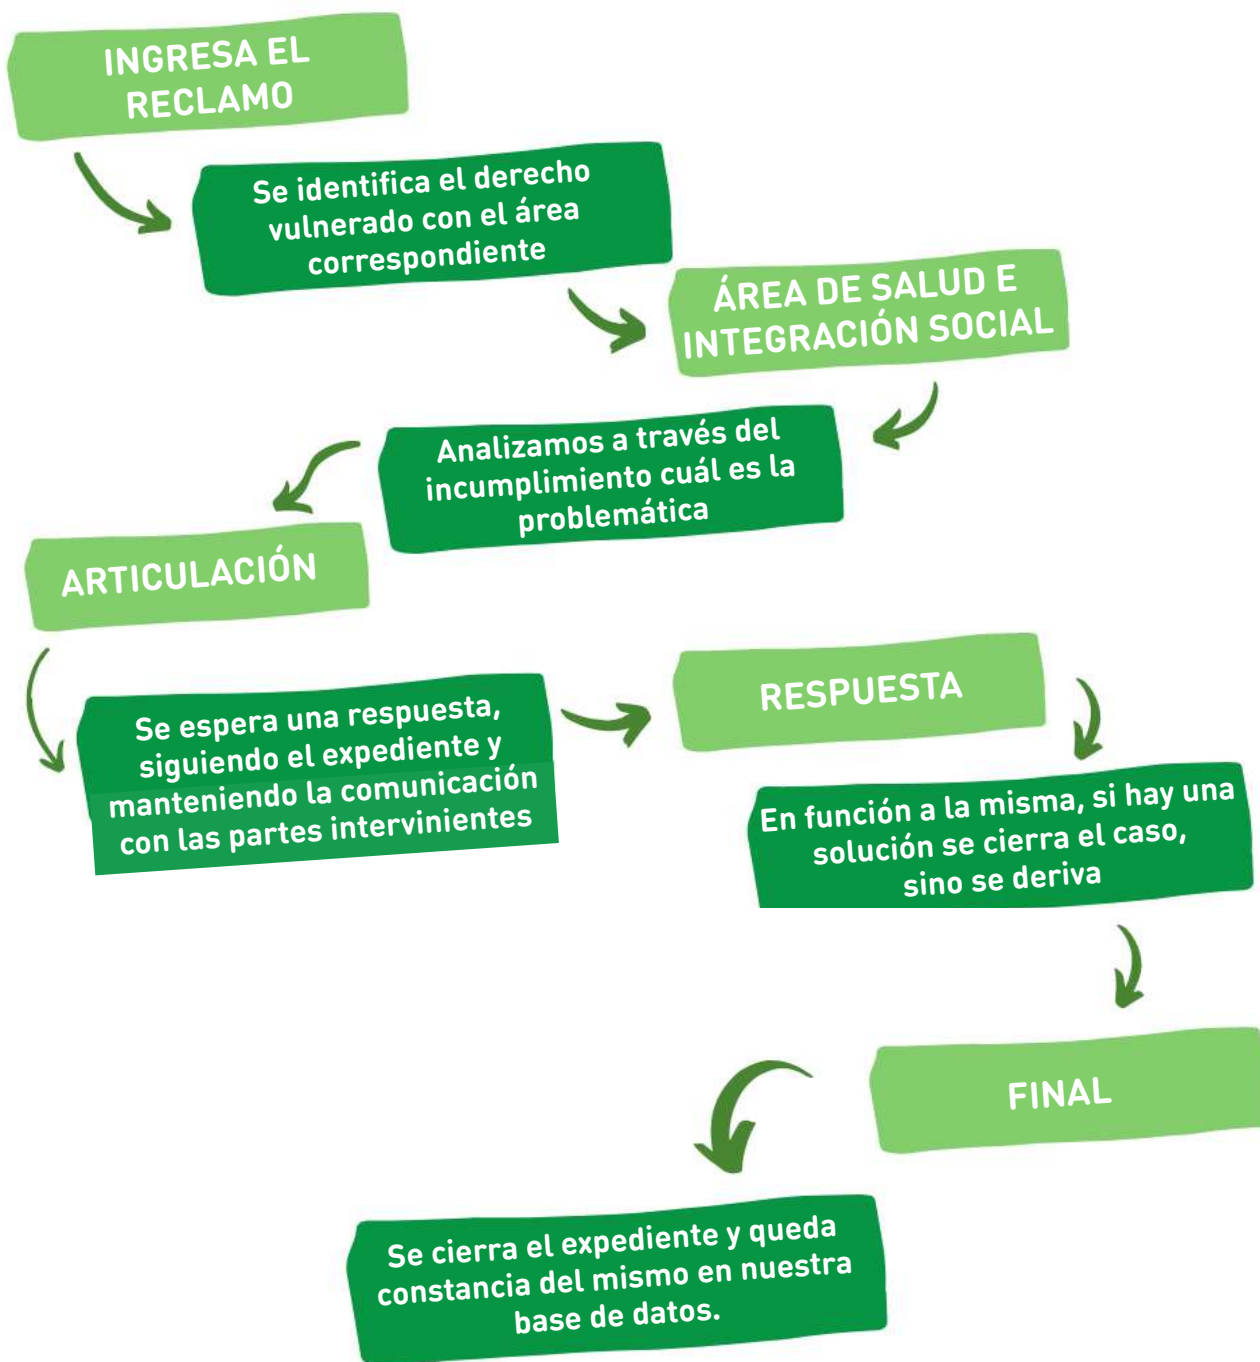 INGRESA EL
RECLAMO
Se identifica el derecho
vulnerado con el área
correspondiente
ÁREA DE SALUD E
INTEGRACIÓN SOCIAL
Analizamos a través del
incumplimiento cuál es la
problemática
ARTICULACIÓN
Se espera una respuesta,
siguiendo el expediente y
manteniendo la comunicación
con las partes intervinientes
RESPUESTA
En función a la misma, si hay una
solución se cierra el caso,
sino se deriva
FINAL
Se cierra el expediente y queda
constancia del mismo en nuestra
base de datos.